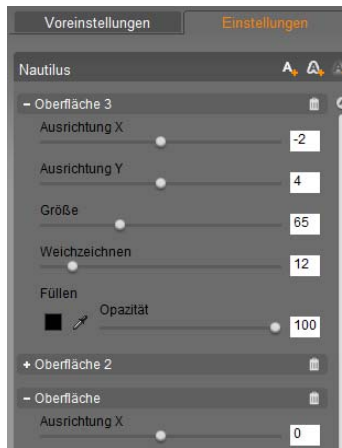 Voreinstellungen Einstellungen
Nautilus
− Oberfläche 3
Ausrichtung X
-2
Ausrichtung Y
4
Größe
65
Weichzeichnen
12
Füllen
Opazität
100
+ Oberfläche 2
− Oberfläche
Ausrichtung X
0